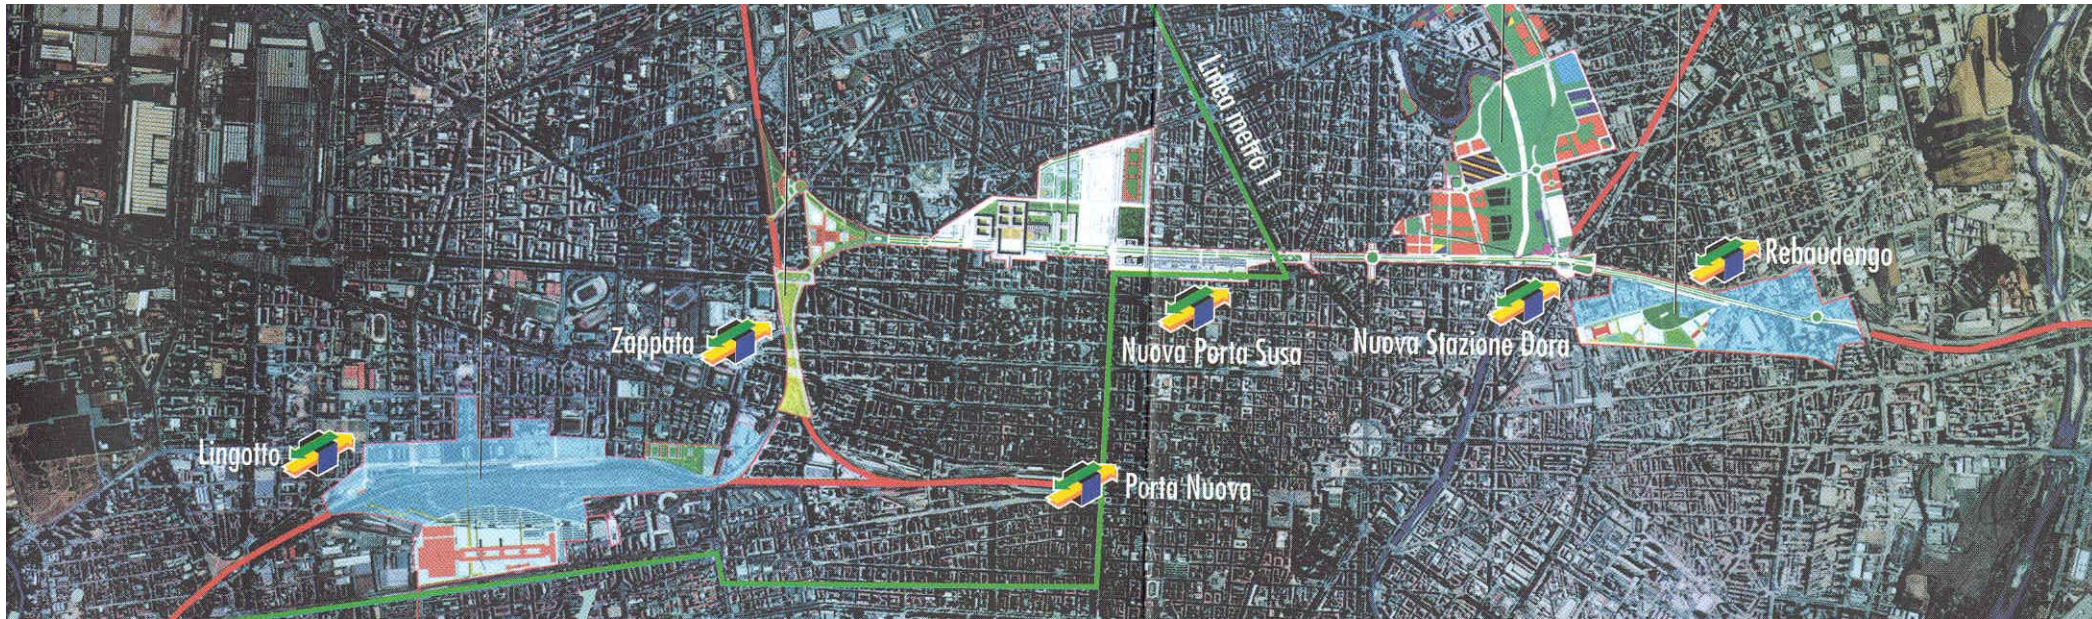 Linea metro 1
Rebaudengo
Zappata
Nuova Porta Susa
Nuova Stazione Dora
Lingotto
Porta Nuova